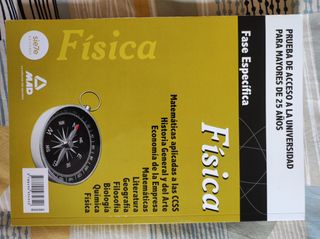 PRUEBA DE ACCESO A LA UNIVERSIDAD
PARA MAYORES DE 25 AÑOS
Fase Específica
Física
Matemáticas aplicadas a las CCSS
Historia General y del Arte
Economía de la Empresa
Matemáticas
Literatura
Geografía
Filosofía
Biología
Química
Física
Física
sie7e
MAD